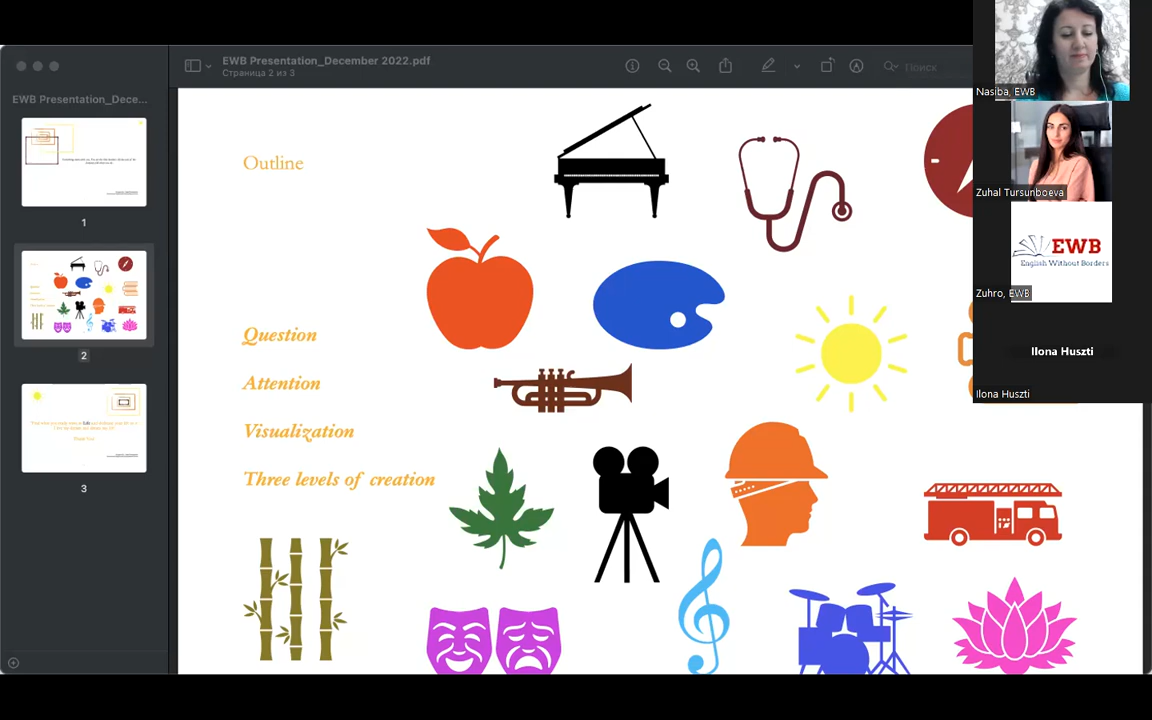 EWB Presentation_December 2022.pdf
Страница 2 из 3
Поиск
EWB Presentation_Dece...
1
2
3
Outline
Question
Attention
Visualization
Three levels of creation
Nasiba, EWB
Zuhal Tursunboeva
EWB
English Without Borders
Zuhro, EWB
Ilona Huszti
Ilona Huszti